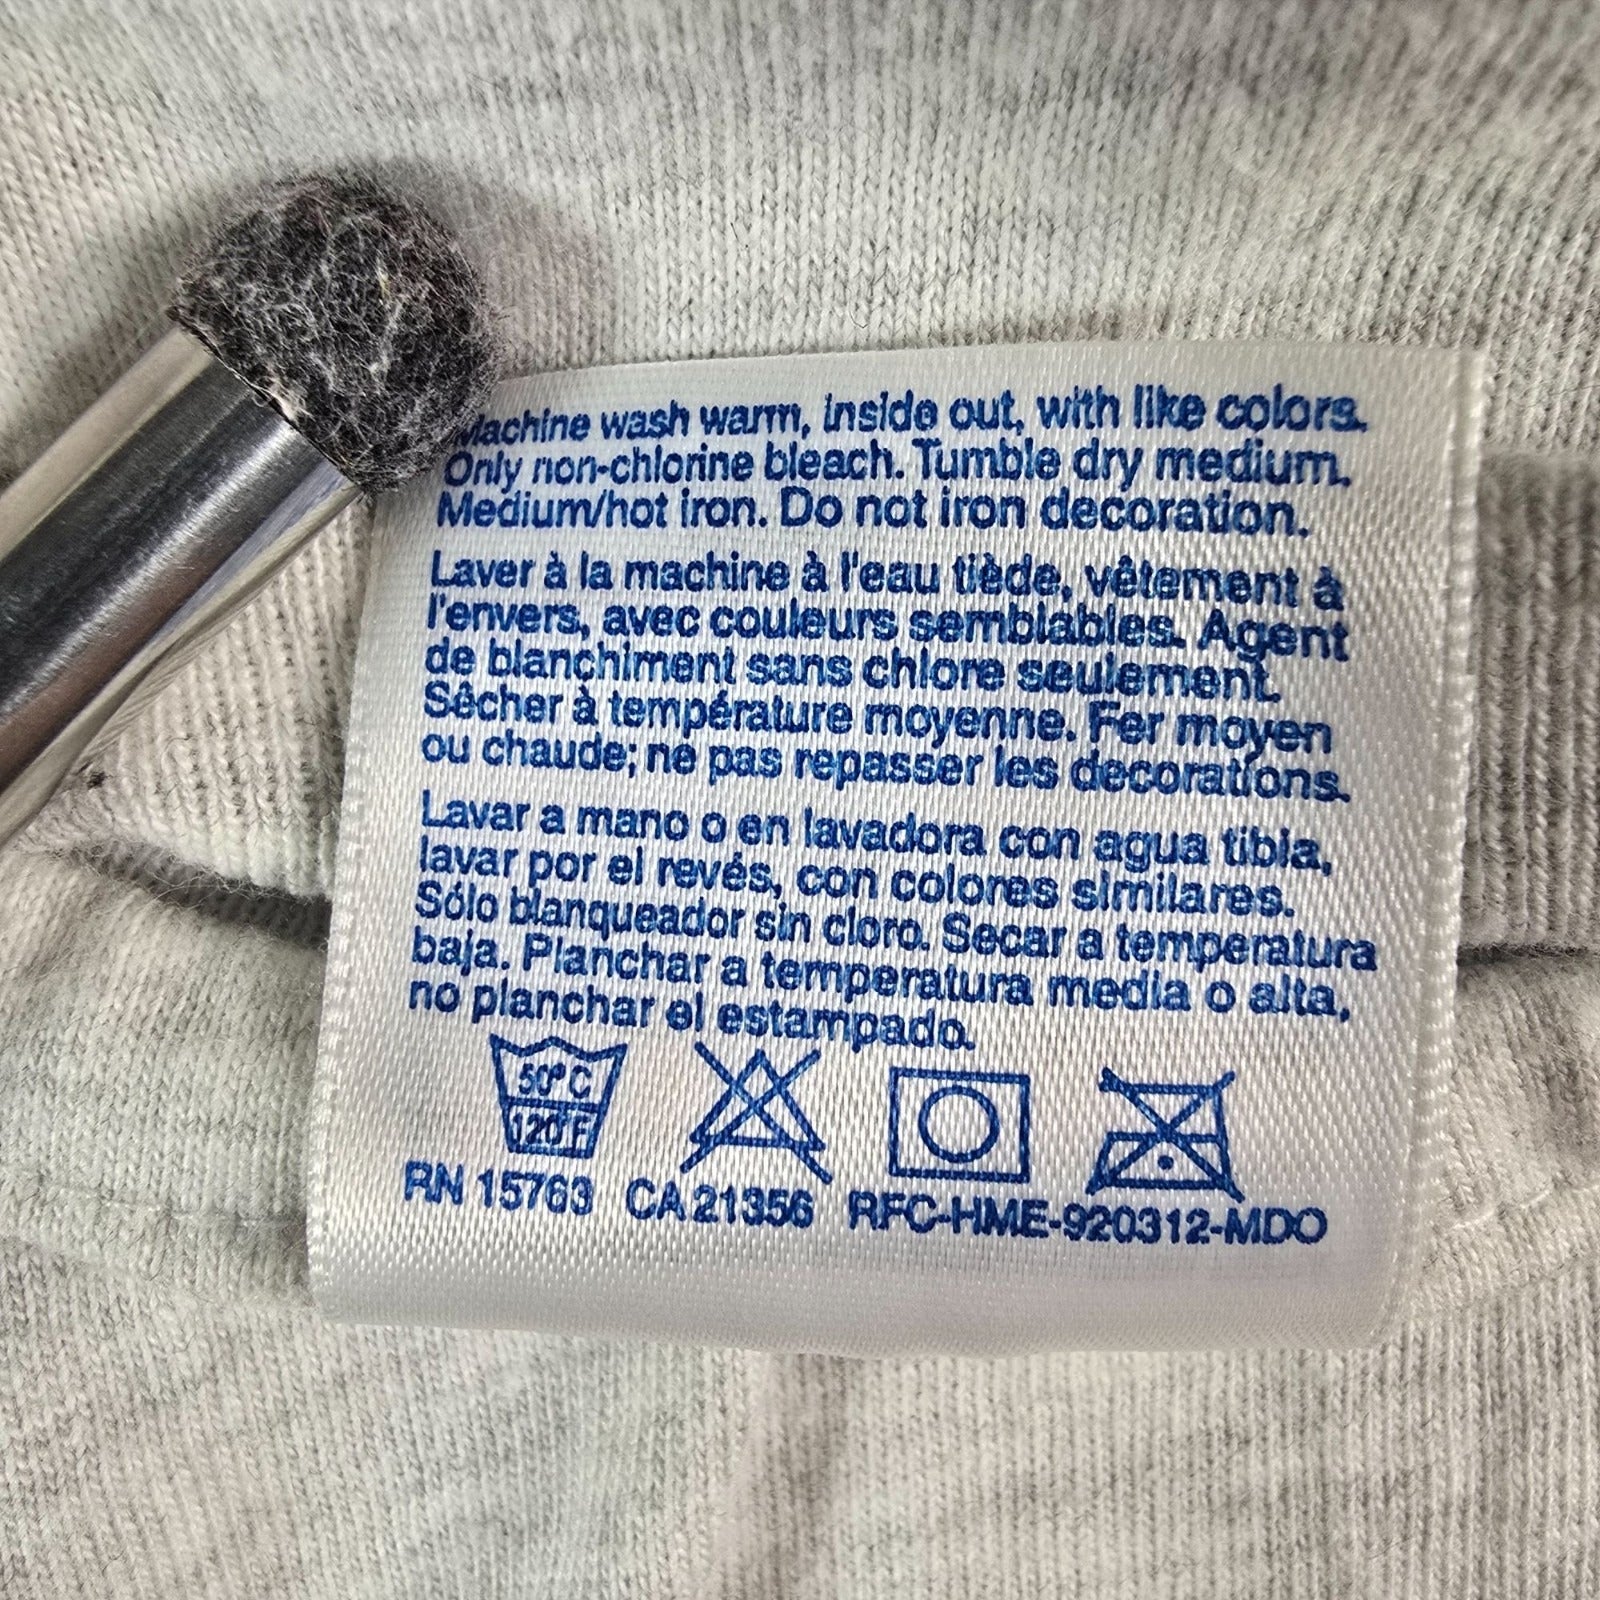 Machine wash warm, inside out, with like colors.
Only non-chlorine bleach. Tumble dry medium.
Medium/hot iron. Do not iron decoration.
Laver à la machine à l'eau tiède, vêtement à
l'envers, avec couleurs semblables. Agent
de blanchiment sans chlore seulement.
Sêcher à température moyenne. Fer moyen
ou chaude; ne pas repasser les decorations.
Lavar a mano o en lavadora con agua tibia,
lavar por el revés, con colores similares.
Sólo blanqueador sin cloro. Secar a temperatura
baja. Planchar a temperatura media o alta,
no planchar el estampado.
50° C
120° F
RN 15763 CA 21356 RFC-HME-920312-MDO